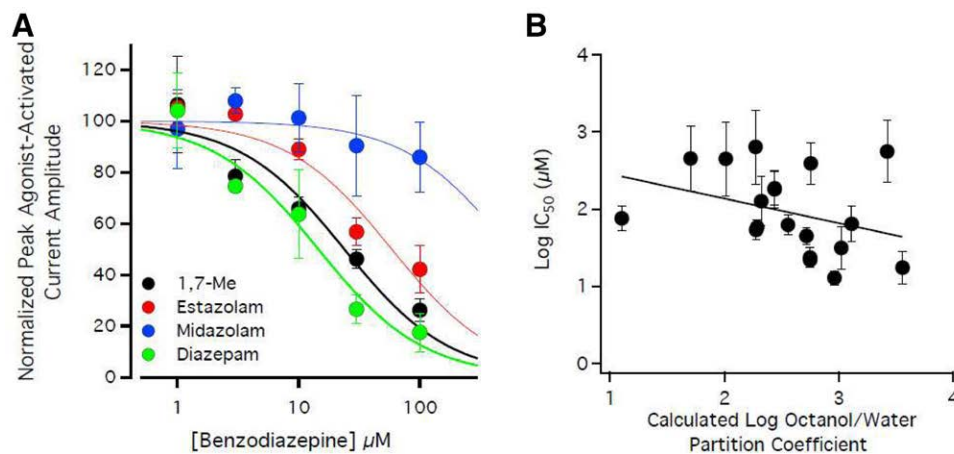 A
Normalized Peak Agonist-Activated
Current Amplitude
120
100
80
60
40
20
0
1,7-Me
Estazolam
Midazolam
Diazepam
1
10
100
[Benzodiazepine] µM
B
Log IC50 (µM)
4
3
2
1
0
1
2
3
4
Calculated Log Octanol/Water
Partition Coefficient